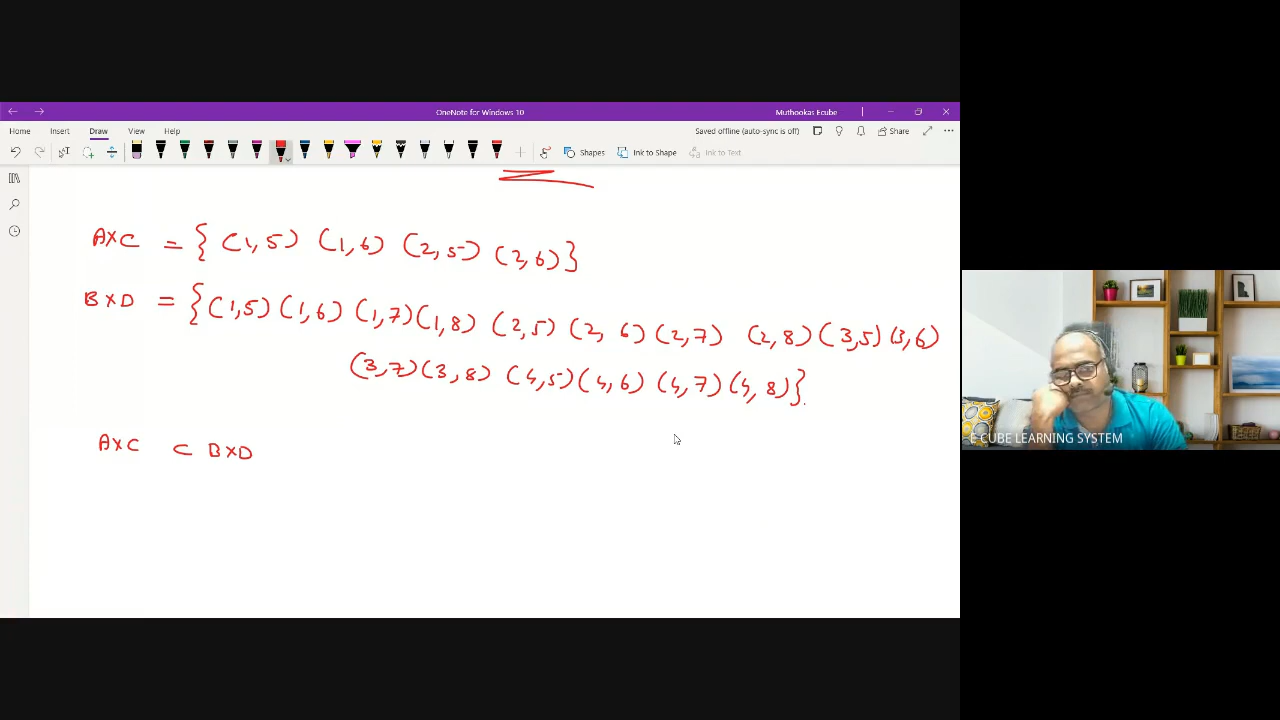 OneNote for Windows 10
Muthookas Ecube
Home Insert Draw View Help
Saved offline (auto-sync is off)
Share
Shapes
Ink to Shape
Ink to Text
A×C = { (1,5) (1,6) (2,5) (2,6)}
B×D = {(1,5)(1,6)(1,7)(1,8) (2,5) (2,6)(2,7) (2,8)(3,5)(3,6)
(3,7)(3,8) (4,5)(4,6) (4,7)(4,8)}.
A×C ⊂ B×D
E CUBE LEARNING SYSTEM